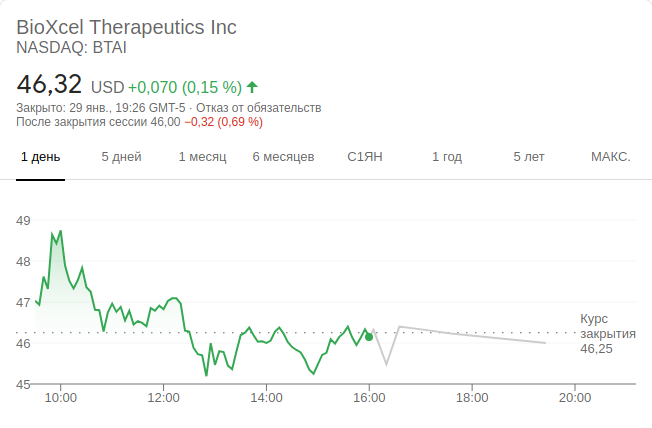 BioXcel Therapeutics Inc
NASDAQ: BTAI
46,32 USD +0,070 (0,15 %)
Закрыто: 29 янв., 19:26 GMT-5 · Отказ от обязательств
После закрытия сессии 46,00 −0,32 (0,69 %)
1 день 5 дней 1 месяц 6 месяцев С1ЯН 1 год 5 лет МАКС.
49
48
47
46
45
Курс
закрытия
46,25
10:00 12:00 14:00 16:00 18:00 20:00